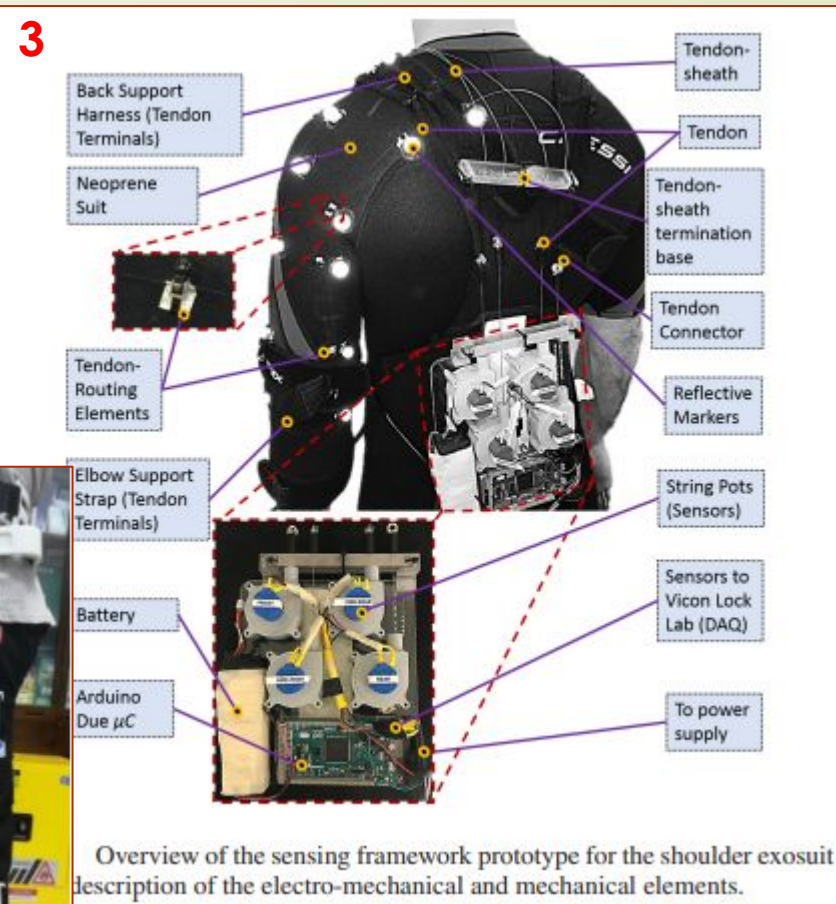 3
Back Support
Harness (Tendon
Terminals)
Neoprene
Suit
Tendon-
Routing
Elements
Elbow Support
Strap (Tendon
Terminals)
Battery
Arduino
Due μC
Tendon-
sheath
Tendon
Tendon-
sheath
termination
base
Tendon
Connector
Reflective
Markers
String Pots
(Sensors)
Sensors to
Vicon Lock
Lab (DAQ)
To power
supply
ESSI
Overview of the sensing framework prototype for the shoulder exosuit
description of the electro-mechanical and mechanical elements.